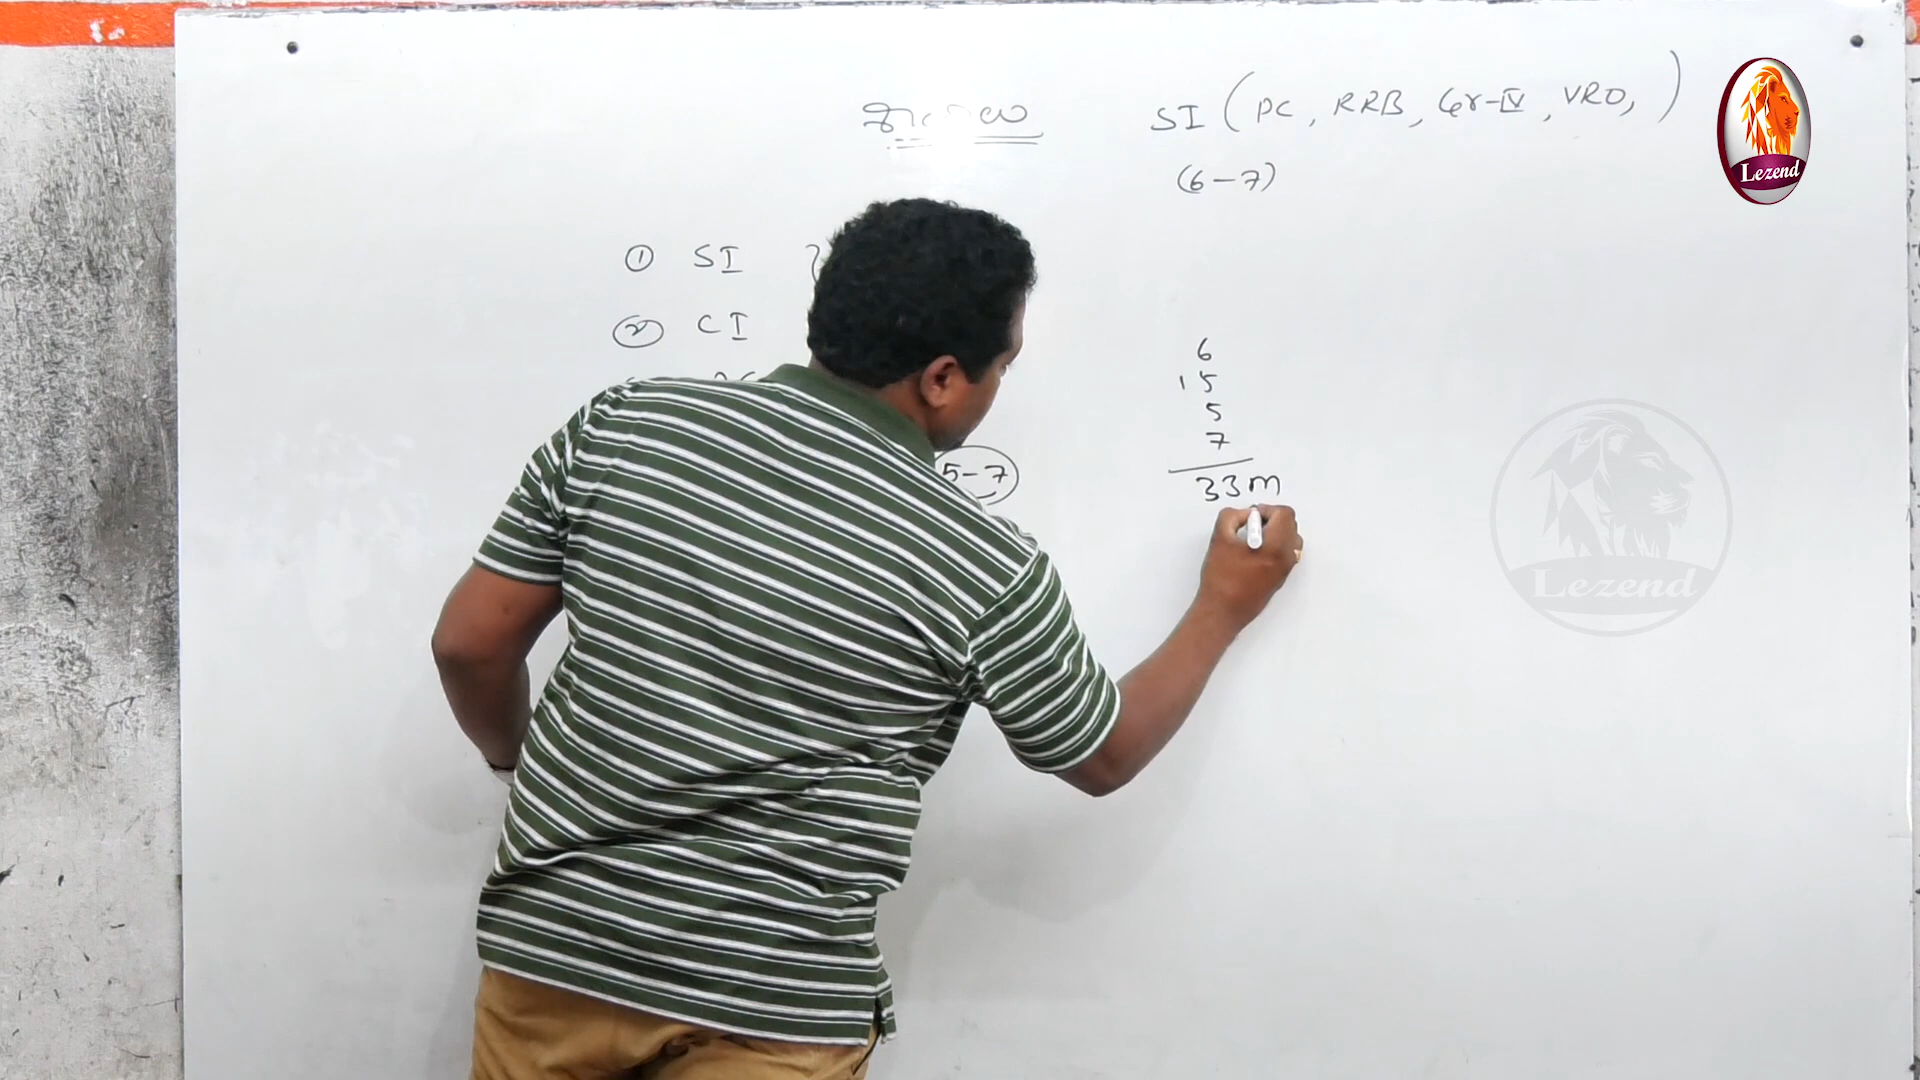 SI (PC, RRB, Gr-IV, VRO, )
(6-7)
① SI
② CI
5-7
6
15
5
7
33m
Lezend
Lezend